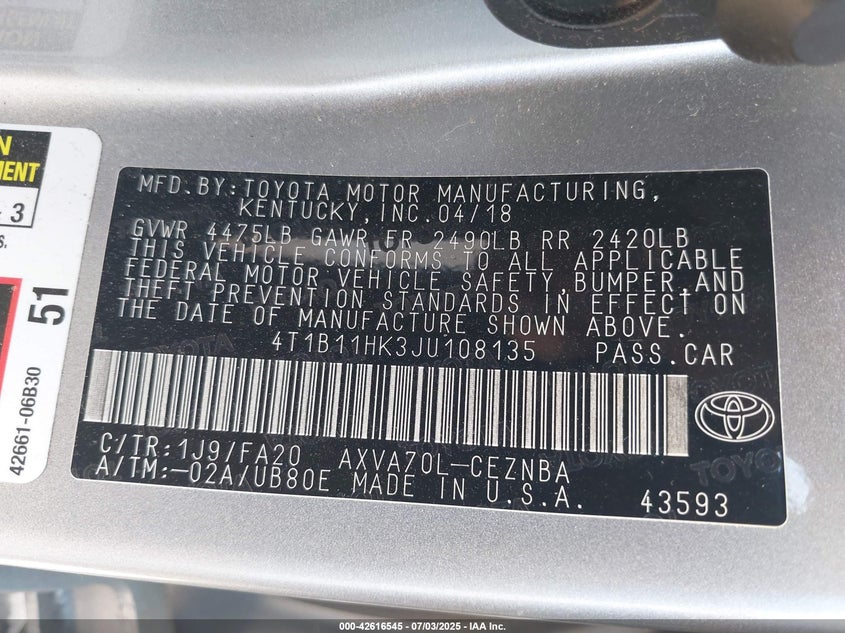 N
MENT
3
s.
51
42661-06B30
MFD.BY:TOYOTA MOTOR MANUFACTURING,
KENTUCKY,INC.04/18
GVWR 4475LB GAWR FR 2490LB RR 2420LB
THIS VEHICLE CONFORMS TO ALL APPLICABLE
FEDERAL MOTOR VEHICLE SAFETY,BUMPER,AND
THEFT PREVENTION STANDARDS IN EFFECT ON
THE DATE OF MANUFACTURE SHOWN ABOVE.
4T1B11HK3JU108135 PASS.CAR
C/TR:1J9/FA20 AXVA70L-CEZNBA
A/TM:-02A/UB80E MADE IN U.S.A.
43593
000-42616545 - 07/03/2025 - IAA Inc.